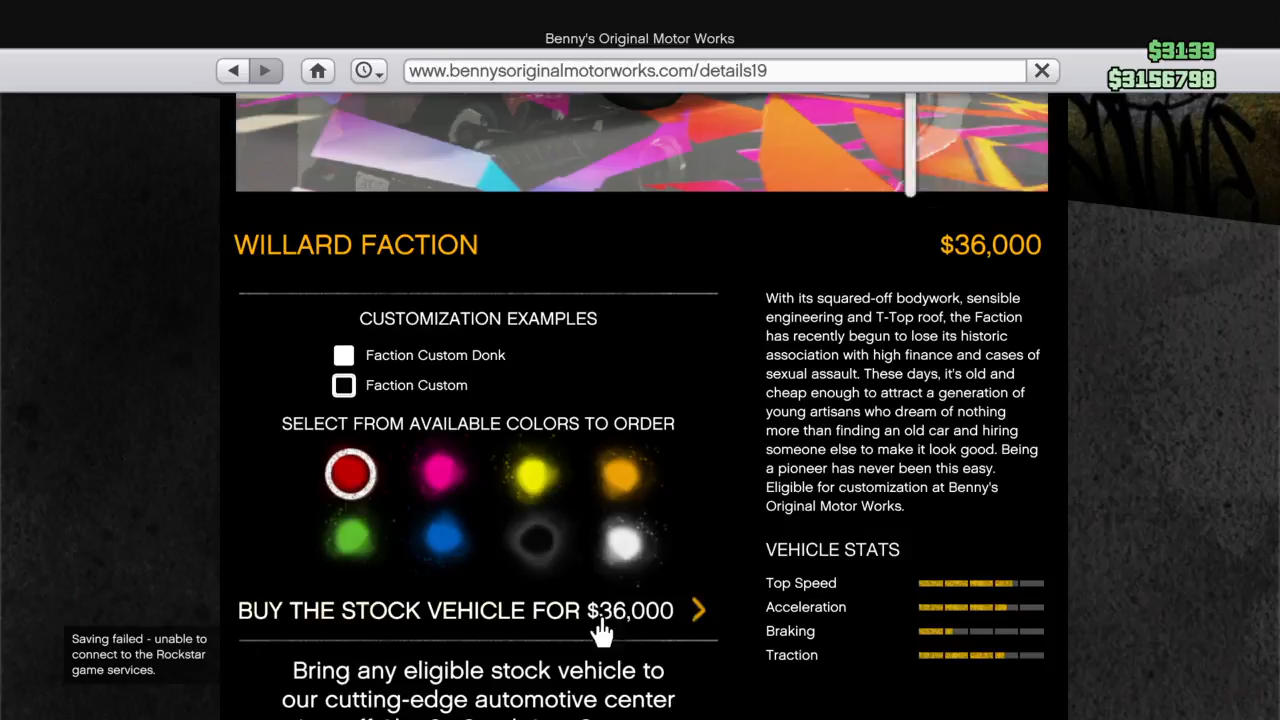 Benny's Original Motor Works
$3133
www.bennysoriginalmotorworks.com/details19
$3156798
WILLARD FACTION
$36,000
CUSTOMIZATION EXAMPLES
Faction Custom Donk
Faction Custom
SELECT FROM AVAILABLE COLORS TO ORDER
BUY THE STOCK VEHICLE FOR $36,000
Bring any eligible stock vehicle to
our cutting-edge automotive center
With its squared-off bodywork, sensible
engineering and T-Top roof, the Faction
has recently begun to lose its historic
association with high finance and cases of
sexual assault. These days, it's old and
cheap enough to attract a generation of
young artisans who dream of nothing
more than finding an old car and hiring
someone else to make it look good. Being
a pioneer has never been this easy.
Eligible for customization at Benny's
Original Motor Works.
VEHICLE STATS
Top Speed
Acceleration
Braking
Traction
Saving failed - unable to
connect to the Rockstar
game services.